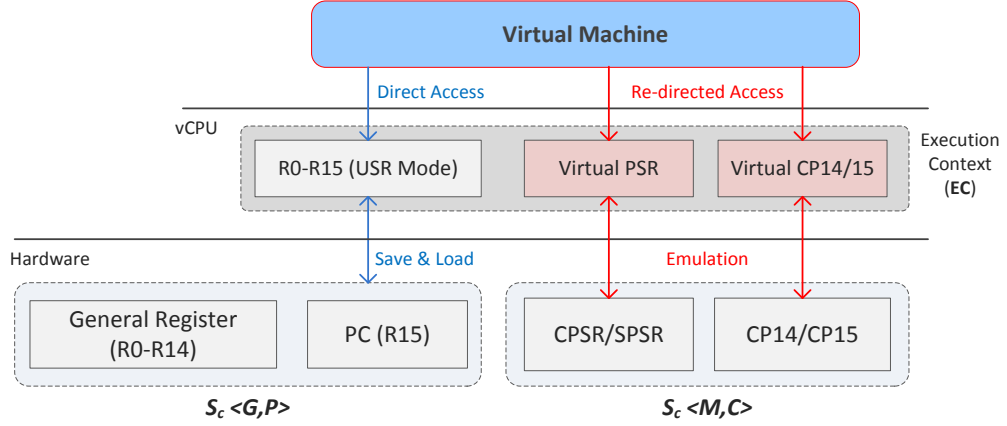 Virtual Machine
Direct Access
Re-directed Access
vCPU
R0-R15 (USR Mode)
Virtual PSR
Virtual CP14/15
Execution
Context
(EC)
Hardware
Save & Load
Emulation
General Register
(R0-R14)
PC (R15)
CPSR/SPSR
CP14/CP15
Sc <G,P>
Sc <M,C>